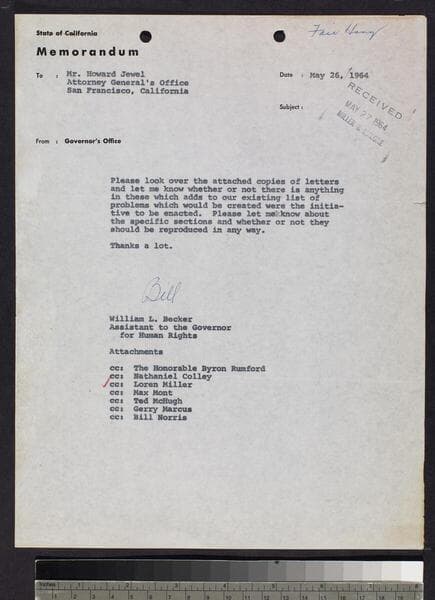 State of California
Memorandum
To : Mr. Howard Jewel
Attorney General's Office
San Francisco, California
Date : May 26, 1964
RECEIVED
MAY 27 1964
MILLER &
Subject :
From : Governor's Office
Please look over the attached copies of letters
and let me know whether or not there is anything
in these which adds to our existing list of
problems which would be created were the initia-
tive to be enacted. Please let me know about
the specific sections and whether or not they
should be reproduced in any way.
Thanks a lot.
Bill
William L. Becker
Assistant to the Governor
for Human Rights
Attachments
cc: The Honorable Byron Rumford
cc: Nathaniel Colley
cc: Loren Miller
cc: Max Mont
cc: Ted McHugh
cc: Gerry Marcus
cc: Bill Norris